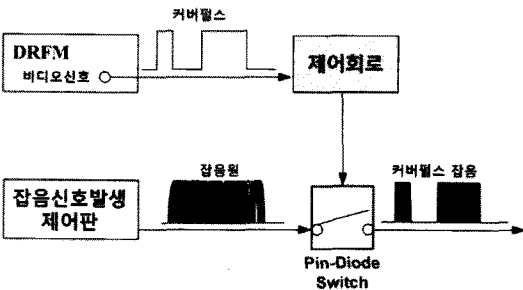 커버펄스
DRFM
비디오신호
제어회로
잡음원
커버펄스 잡음
잡음신호발생
제어판
Pin-Diode
Switch